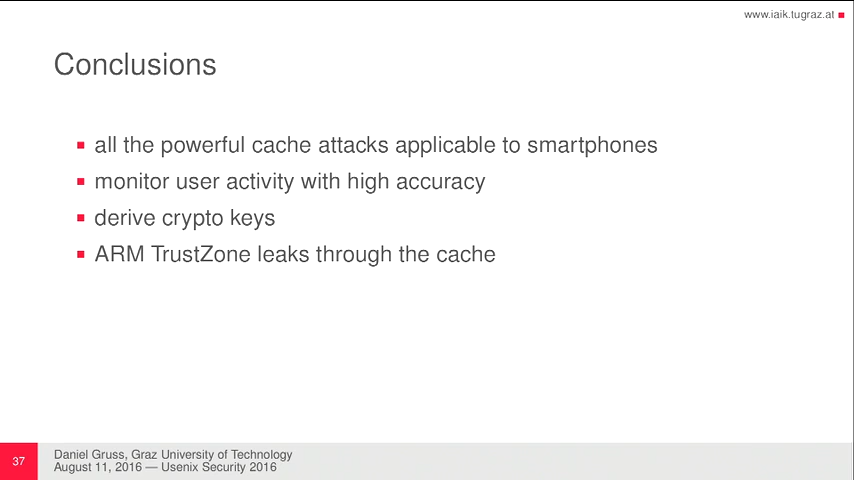 www.iaik.tugraz.at
Conclusions
all the powerful cache attacks applicable to smartphones
monitor user activity with high accuracy
derive crypto keys
ARM TrustZone leaks through the cache
37
Daniel Gruss, Graz University of Technology
August 11, 2016 — Usenix Security 2016